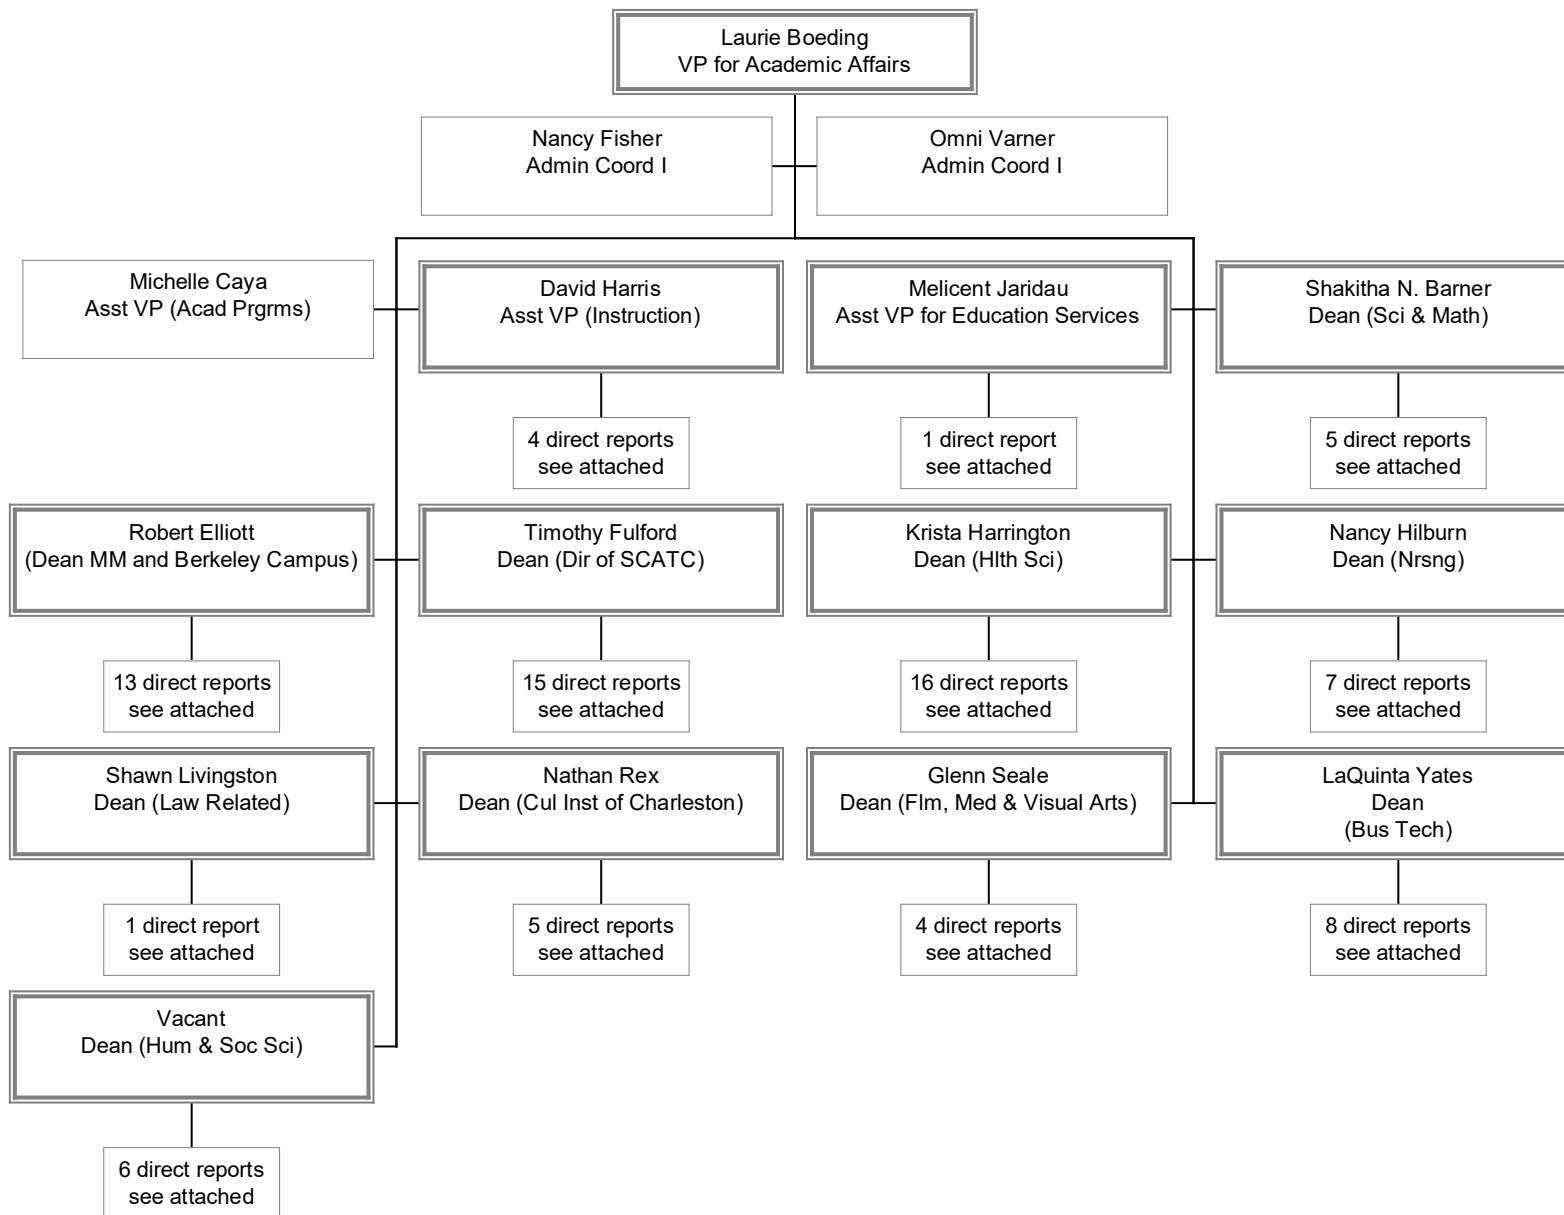 Laurie Boeding
VP for Academic Affairs
Nancy Fisher
Admin Coord I
Omni Varner
Admin Coord I
Michelle Caya
Asst VP (Acad Prgrms)
David Harris
Asst VP (Instruction)
Melicent Jaridau
Asst VP for Education Services
Shakitha N. Barner
Dean (Sci & Math)
4 direct reports
see attached
1 direct report
see attached
5 direct reports
see attached
Robert Elliott
(Dean MM and Berkeley Campus)
Timothy Fulford
Dean (Dir of SCATC)
Krista Harrington
Dean (Hlth Sci)
Nancy Hilburn
Dean (Nrsng)
13 direct reports
see attached
15 direct reports
see attached
16 direct reports
see attached
7 direct reports
see attached
Shawn Livingston
Dean (Law Related)
Nathan Rex
Dean (Cul Inst of Charleston)
Glenn Seale
Dean (Flm, Med & Visual Arts)
LaQuinta Yates
Dean
(Bus Tech)
1 direct report
see attached
5 direct reports
see attached
4 direct reports
see attached
8 direct reports
see attached
Vacant
Dean (Hum & Soc Sci)
6 direct reports
see attached